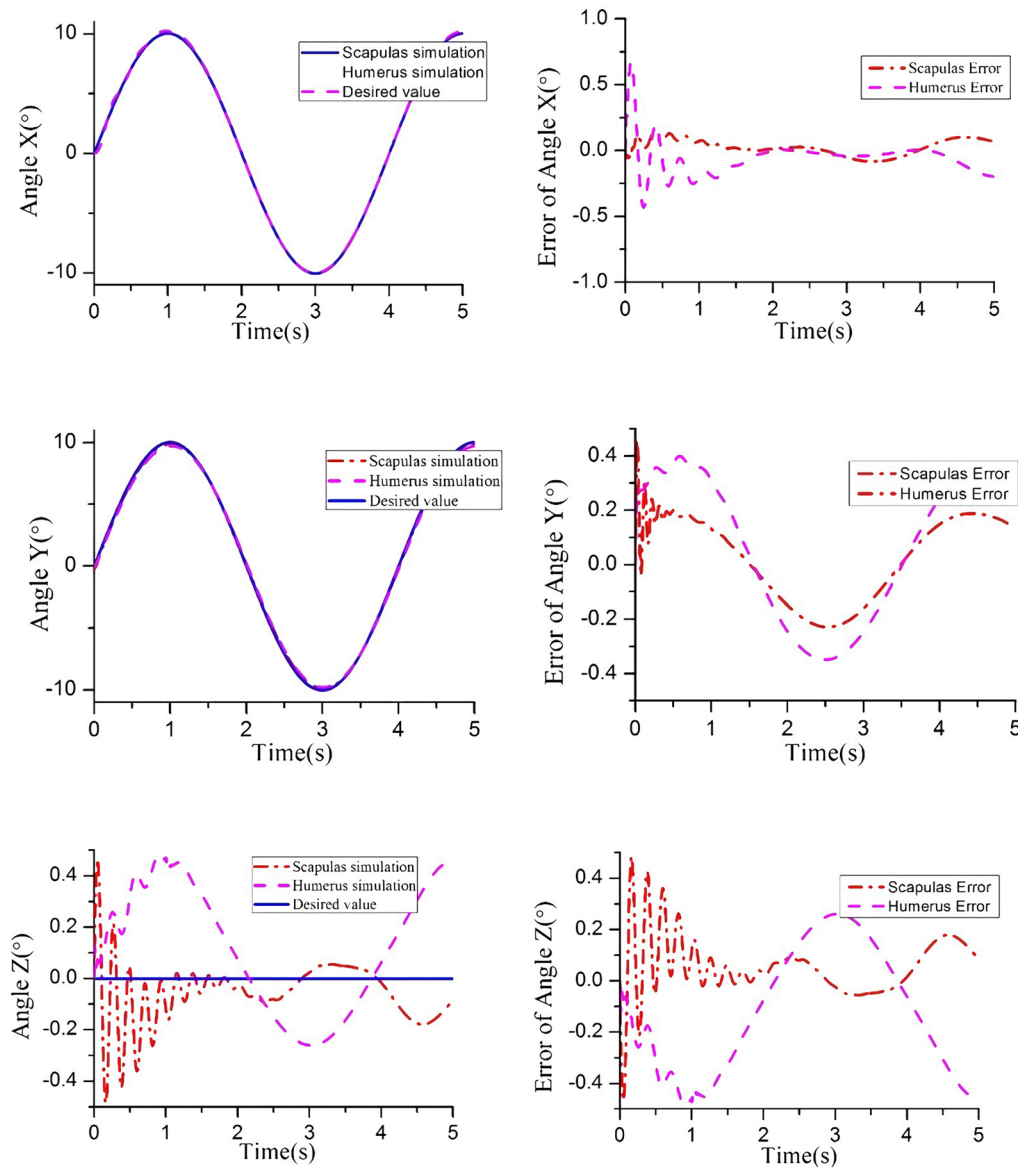 Angle X(°)
10
0
-10
Scapulas simulation
Humerus simulation
Desired value
0 1 2 3 4 5
Time(s)
Error of Angle X(°)
1.0
0.5
0.0
-0.5
-1.0
Scapulas Error
Humerus Error
0 1 2 3 4 5
Time(s)
Angle Y(°)
10
0
-10
Scapulas simulation
Humerus simulation
Desired value
0 1 2 3 4 5
Time(s)
Error of Angle Y(°)
0.4
0.2
0.0
-0.2
-0.4
Scapulas Error
Humerus Error
0 1 2 3 4 5
Time(s)
Angle Z(°)
0.4
0.2
0.0
-0.2
-0.4
Scapulas simulation
Humerus simulation
Desired value
0 1 2 3 4 5
Time(s)
Error of Angle Z(°)
0.4
0.2
0.0
-0.2
-0.4
Scapulas Error
Humerus Error
0 1 2 3 4 5
Time(s)